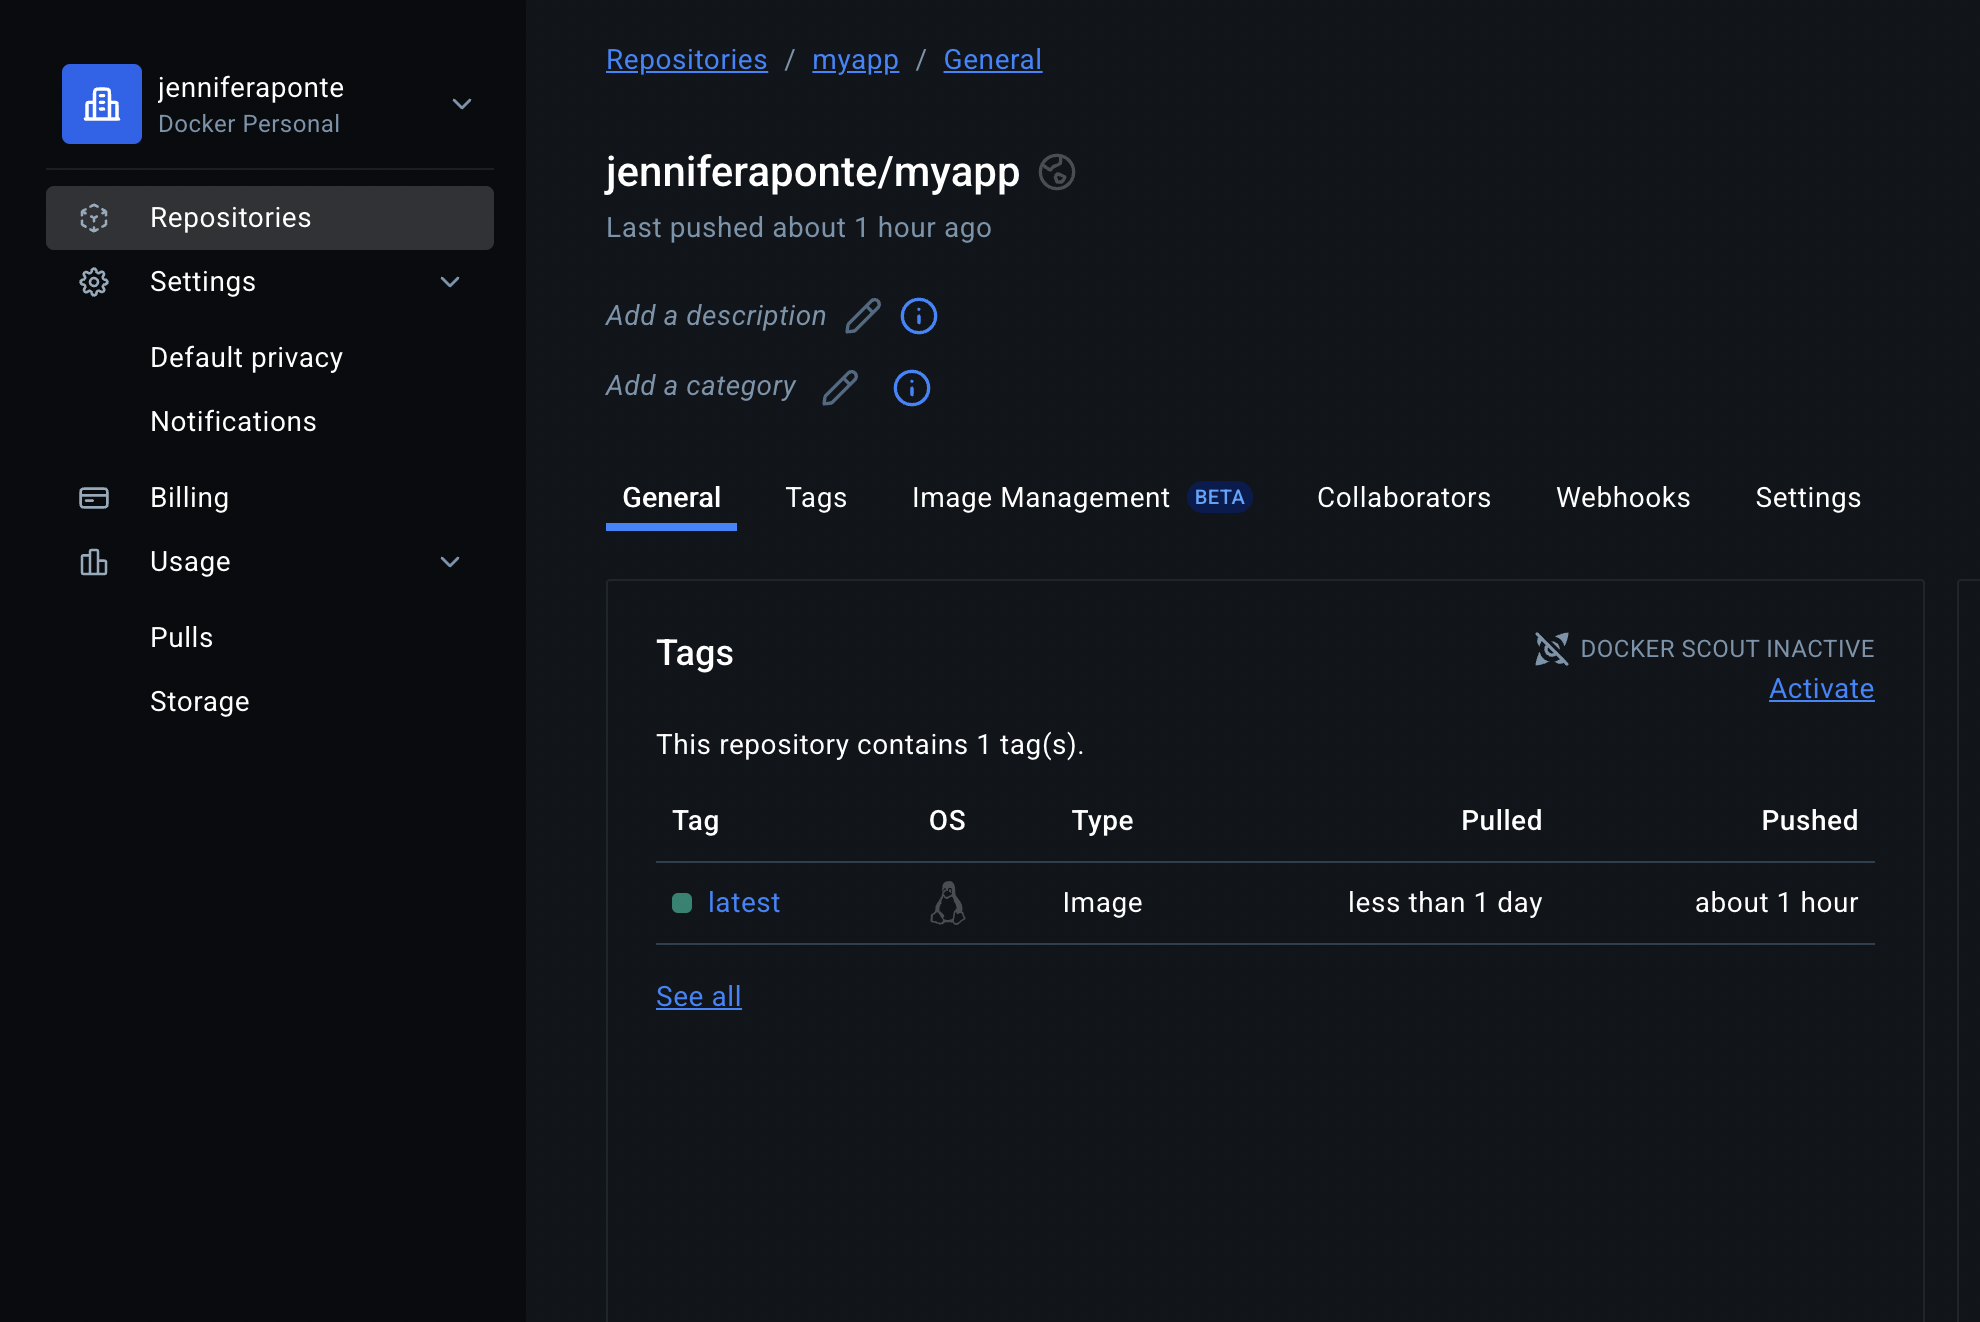 jenniferaponte
Docker Personal
Repositories
Settings
Default privacy
Notifications
Billing
Usage
Pulls
Storage
Repositories / myapp / General
jenniferaponte/myapp
Last pushed about 1 hour ago
Add a description
Add a category
General Tags Image Management BETA Collaborators Webhooks Settings
Tags
DOCKER SCOUT INACTIVE
Activate
This repository contains 1 tag(s).
Tag OS Type Pulled Pushed
latest Image less than 1 day about 1 hour
See all